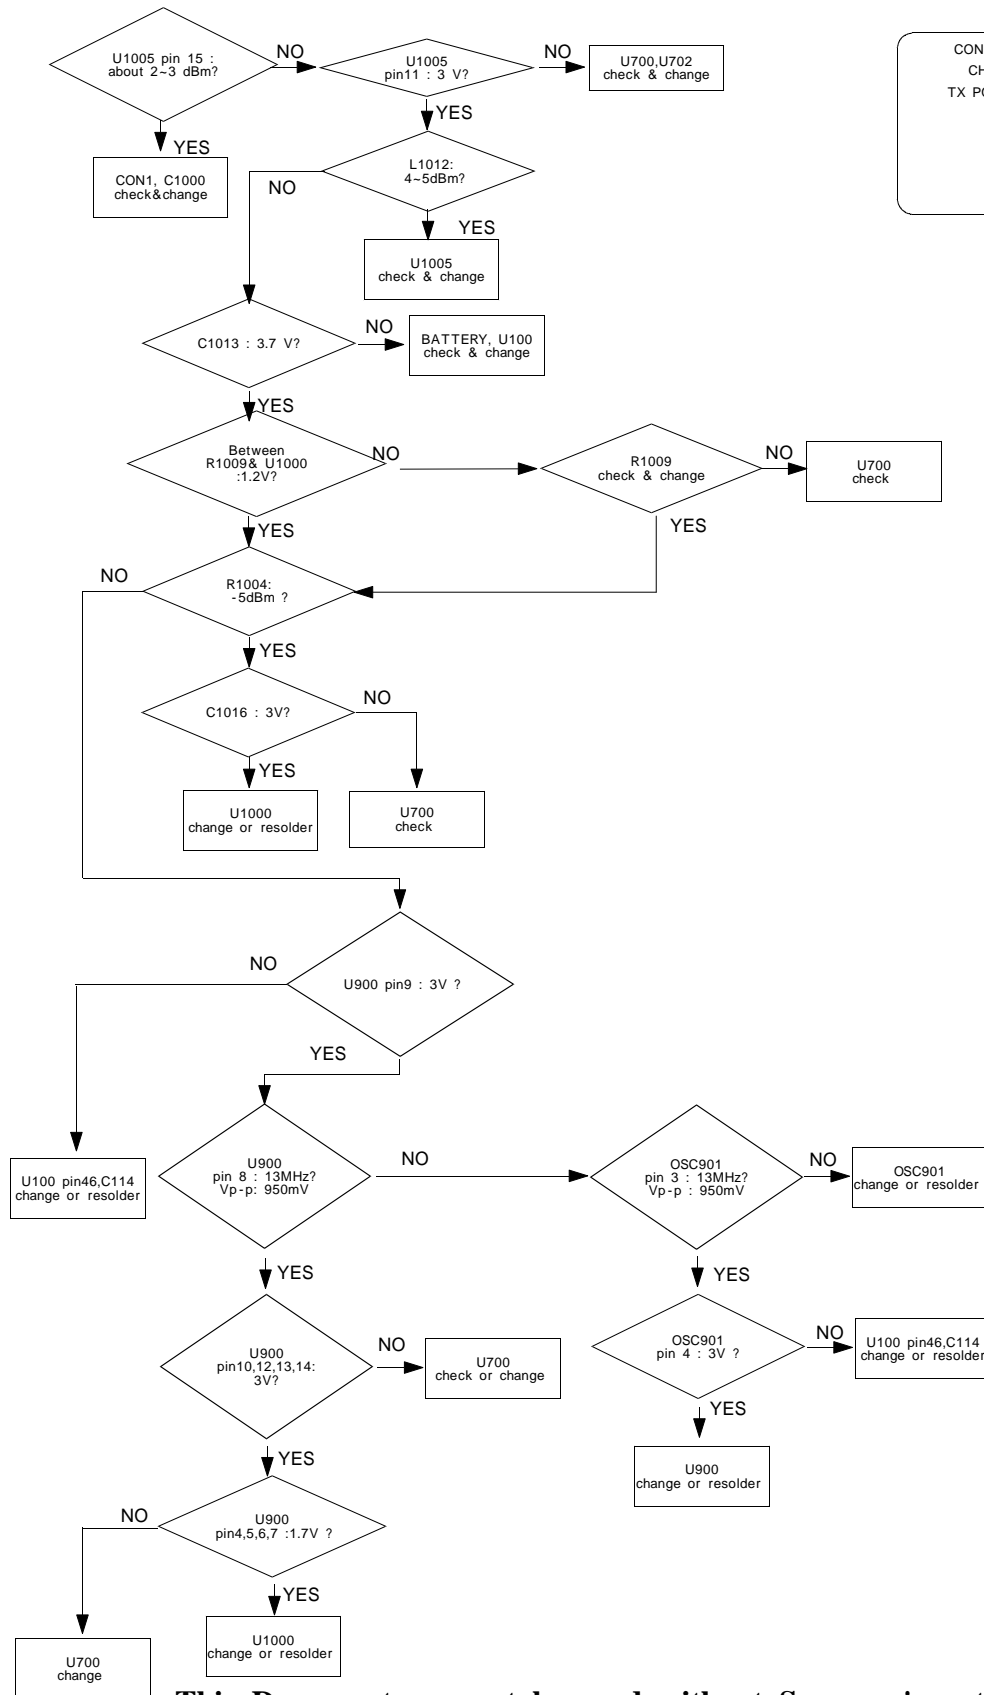 U1005 pin 15 :
about 2~3 dBm?
NO
U1005
pin11 : 3 V?
NO
U700,U702
check & change
CON
CH
TX PO
YES
CON1, C1000
check&change
YES
L1012:
4~5dBm?
NO
YES
U1005
check & change
C1013 : 3.7 V?
NO
BATTERY, U100
check & change
YES
Between
R1009& U1000
:1.2V?
NO
R1009
check & change
NO
U700
check
YES
YES
NO
R1004:
-5dBm ?
YES
C1016 : 3V?
NO
YES
U1000
change or resolder
U700
check
NO
U900 pin9 : 3V ?
YES
U100 pin46,C114
change or resolder
U900
pin 8 : 13MHz?
Vp-p: 950mV
NO
OSC901
pin 3 : 13MHz?
Vp-p : 950mV
NO
OSC901
change or resolder
YES
YES
U900
pin10,12,13,14:
3V?
NO
U700
check or change
OSC901
pin 4 : 3V ?
NO
U100 pin46,C114
change or resolder
YES
YES
U900
change or resolder
NO
U900
pin4,5,6,7 :1.7V ?
YES
U1000
change or resolder
U700
change